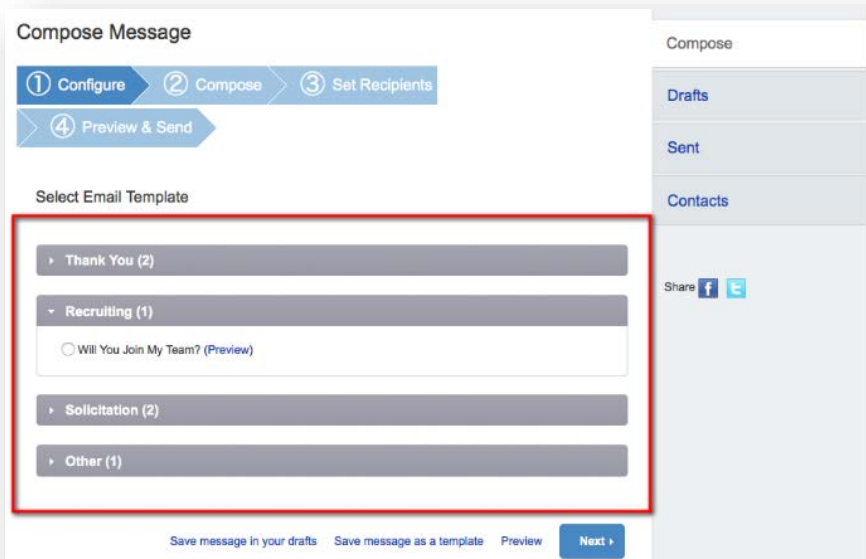 Compose Message
① Configure ② Compose ③ Set Recipients
④ Preview & Send
Select Email Template
Thank You (2)
Recruiting (1)
Will You Join My Team? (Preview)
Solicitation (2)
Other (1)
Save message in your drafts Save message as a template Preview Next
Compose
Drafts
Sent
Contacts
Share f t